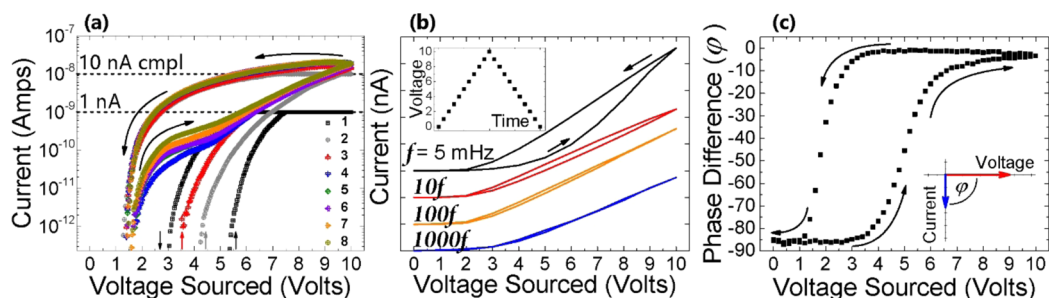 (a)
10⁻⁷
10⁻⁸
10⁻⁹
10⁻¹⁰
10⁻¹¹
10⁻¹²
Current (Amps)
10 nA cmpl
1 nA
1
2
3
4
5
6
7
8
0 1 2 3 4 5 6 7 8 9 10
Voltage Sourced (Volts)
(b)
Current (nA)
10
8
6
4
2
0
Voltage
Time
f = 5 mHz
10f
100f
1000f
0 1 2 3 4 5 6 7 8 9 10
Voltage Sourced (Volts)
(c)
Phase Difference (φ)
0
-10
-20
-30
-40
-50
-60
-70
-80
-90
Voltage
Current
φ
0 1 2 3 4 5 6 7 8 9 10
Voltage Sourced (Volts)